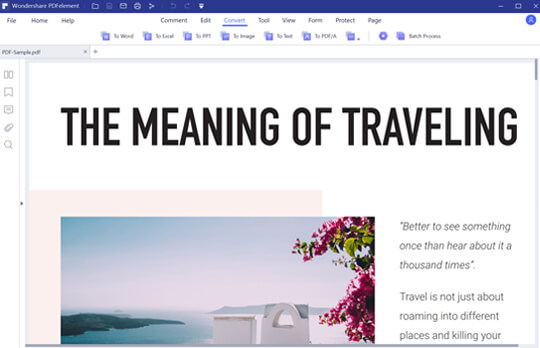 Wondershare PDFelement
File Home Comment Edit Convert Tool View Form Protect Page
To Word To Excel To PPT To Image To Text To PDF/A Batch Process
PDF-Sample.pdf
THE MEANING OF TRAVELING
“Better to see something
once than hear about it a
thousand times”.
Travel is not just about
roaming into different
places and killing your